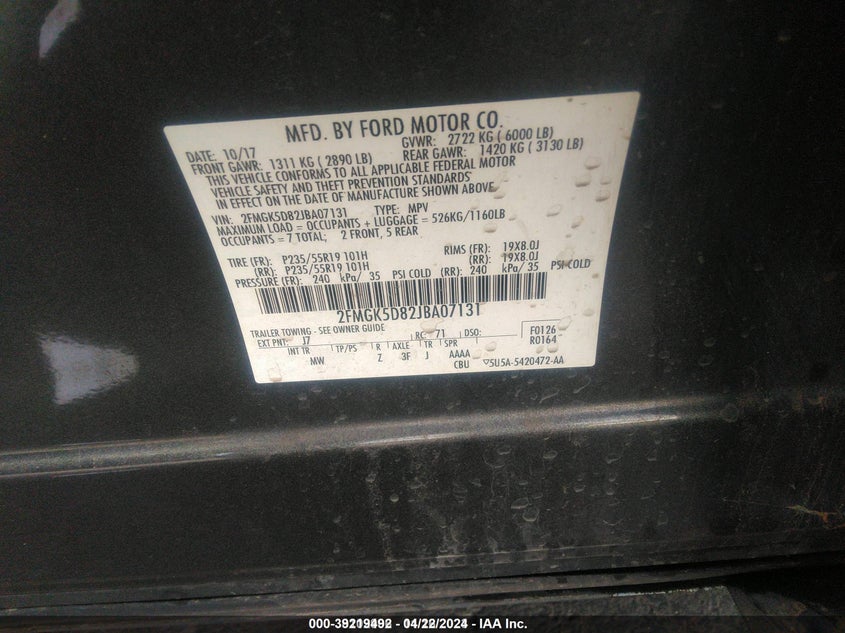 MFD. BY FORD MOTOR CO.
DATE: 10/17 GVWR: 2722 KG ( 6000 LB)
FRONT GAWR: 1311 KG ( 2890 LB) REAR GAWR: 1420 KG ( 3130 LB)
THIS VEHICLE CONFORMS TO ALL APPLICABLE FEDERAL MOTOR
VEHICLE SAFETY AND THEFT PREVENTION STANDARDS
IN EFFECT ON THE DATE OF MANUFACTURE SHOWN ABOVE
VIN: 2FMGK5D82JBA07131 TYPE: MPV
MAXIMUM LOAD = OCCUPANTS + LUGGAGE = 526KG/1160LB
OCCUPANTS = 7 TOTAL; 2 FRONT, 5 REAR
TIRE (FR): P235/55R19 101H RIMS (FR): 19X8.0J
(RR): P235/55R19 101H (RR): 19X8.0J
PRESSURE (FR): 240 kPa/ 35 PSI COLD (RR): 240 kPa/ 35 PSI COLD
2FMGK5D82JBA07131
TRAILER TOWING - SEE OWNER GUIDE
EXT PNT: J7 RC: 71 DSO: F0126
R0164
INT TR TP/PS R AXLE TR SPR
MW Z 3F J AAAA
CBU 5U5A-5420472-AA
04/22/2024 - IAA Inc.